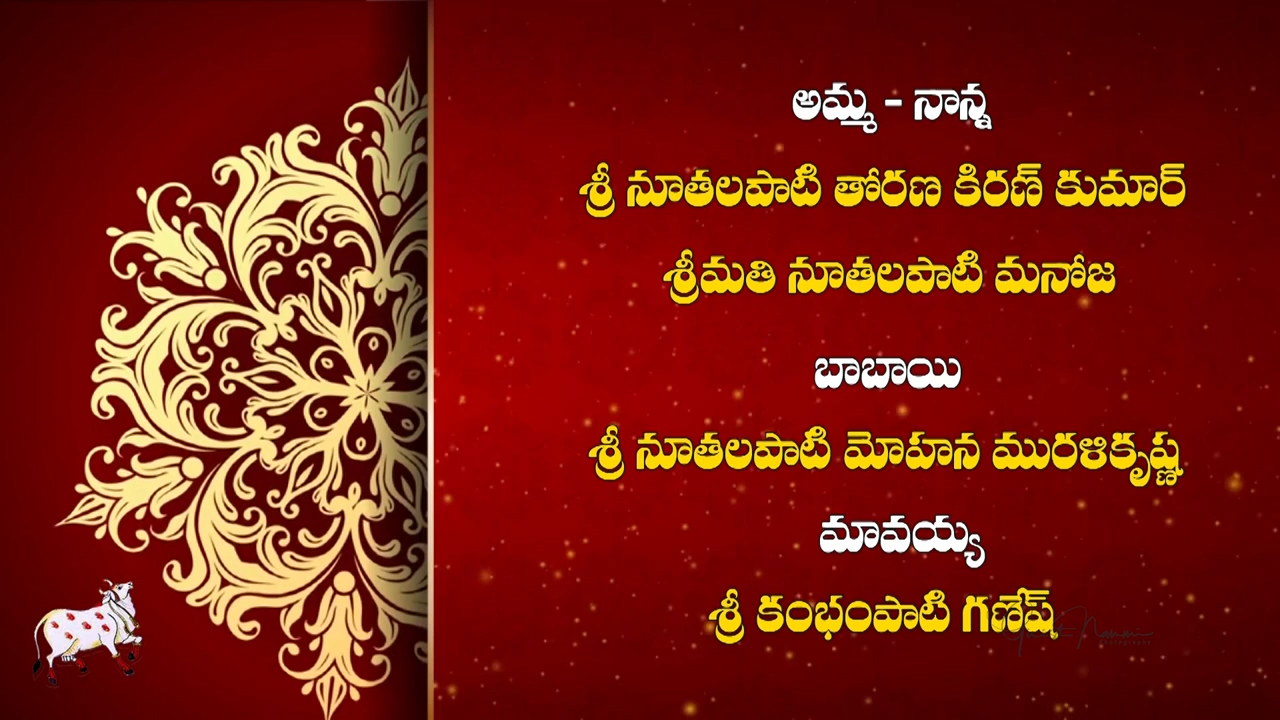 అమ్మ - నాన్న
శ్రీ నూతలపాటి తోరణ కిరణ్ కుమార్
శ్రీమతి నూతలపాటి మనోజ
బాబాయి
శ్రీ నూతలపాటి మోహన మురళికృష్ణ
మావయ్య
శ్రీ కంభంపాటి గణేష్